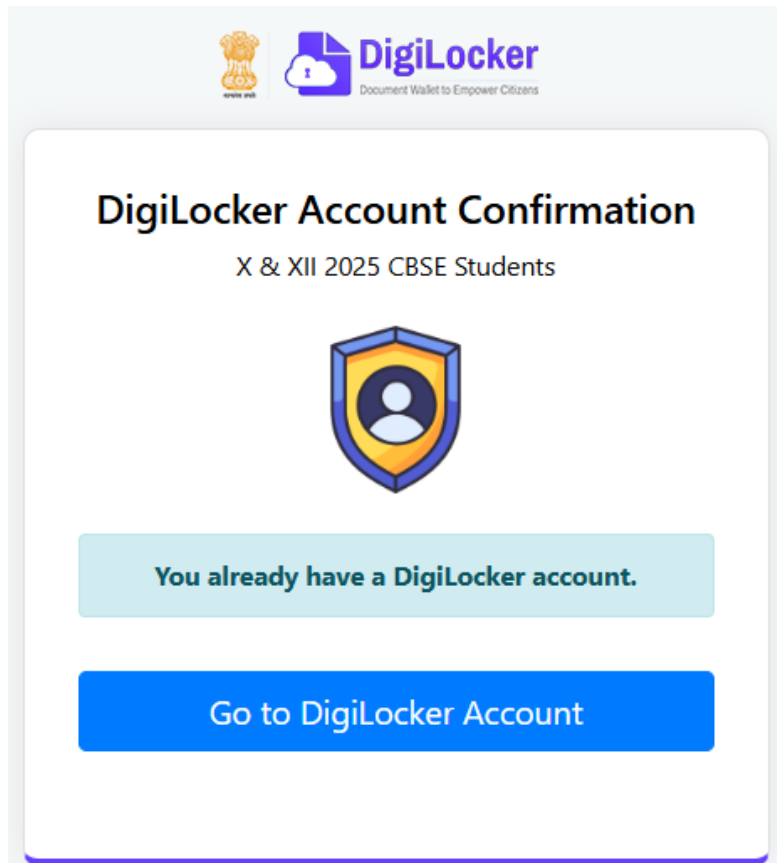 DigiLocker
Document Wallet to Empower Citizens
DigiLocker Account Confirmation
X & XII 2025 CBSE Students
You already have a DigiLocker account.
Go to DigiLocker Account